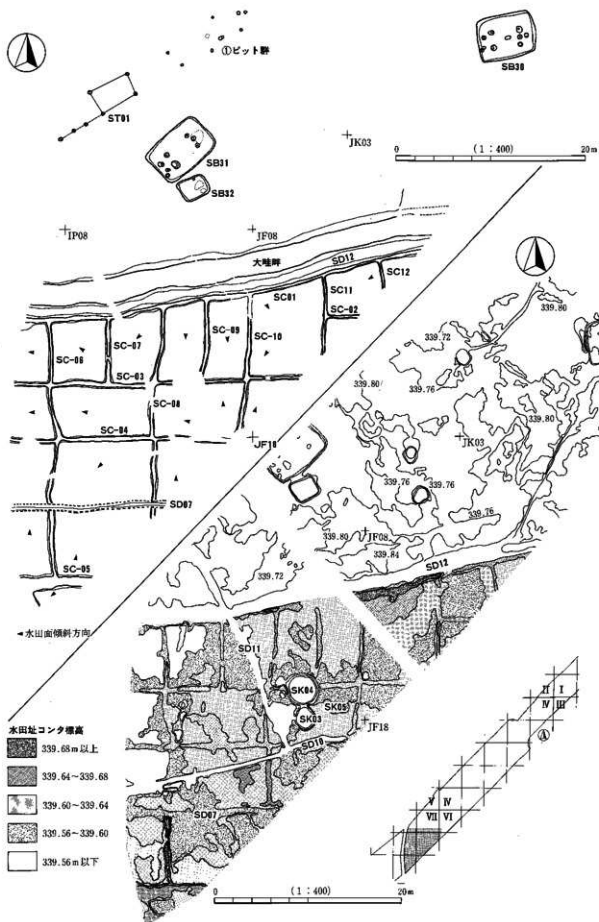 ①ピット群
SB30
ST01
SB31
SB32
JK03
0 (1:400) 20m
IP08
JF08
大畦畔
SD12
SC12
SC11
SC01
SC-02
SC-09
SC-07
SC-10
SC-06
SC-03
SC-08
SC-04
JF18
SD07
SC-05
◄水田面傾斜方向
339.80
339.72
339.76
339.80
339.80
JK03
339.76
339.76
339.76
339.80
JF08
339.84
SD12
339.72
SD11
SK04
SK05
SK03
JF18
SD10
SD07
水田址コンタ標高
339.68m以上
339.64~339.68
339.60~339.64
339.56~339.60
339.56m以下
II I
IV III
④
V IV
VII VI
0 (1:400) 20m